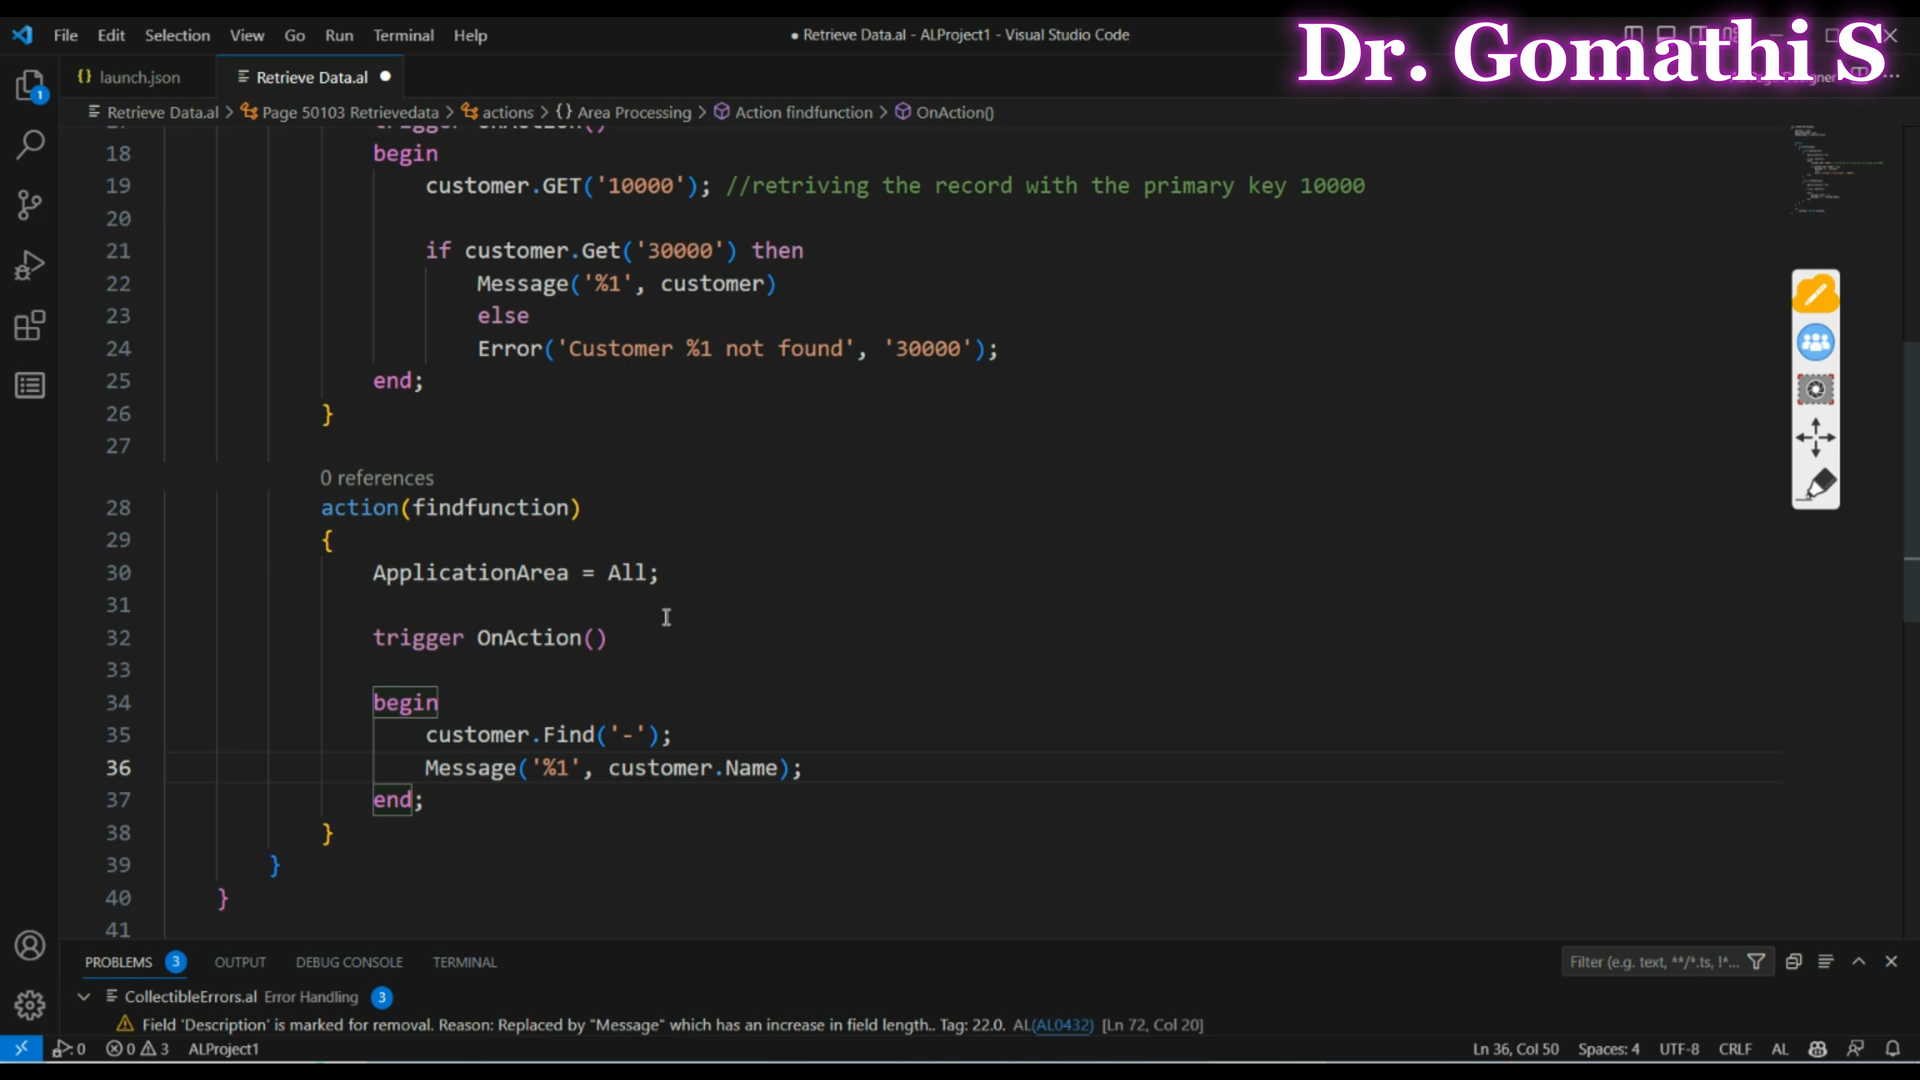 Dr. Gomathi S
File Edit Selection View Go Run Terminal Help
● Retrieve Data.al - ALProject1 - Visual Studio Code
{} launch.json
Retrieve Data.al ●
Designer
Retrieve Data.al > Page 50103 Retrievedata > actions > {} Area Processing > Action findfunction > OnAction()
18 begin
19 customer.GET('10000'); //retriving the record with the primary key 10000
20
21 if customer.Get('30000') then
22 Message('%1', customer)
23 else
24 Error('Customer %1 not found', '30000');
25 end;
26 }
27
0 references
28 action(findfunction)
29 {
30 ApplicationArea = All;
31
32 trigger OnAction()
33
34 begin
35 customer.Find('-');
36 Message('%1', customer.Name);
37 end;
38 }
39 }
40 }
41
PROBLEMS 3 OUTPUT DEBUG CONSOLE TERMINAL
Filter (e.g. text, **/*.ts, !*...
CollectibleErrors.al Error Handling 3
Field 'Description' is marked for removal. Reason: Replaced by "Message" which has an increase in field length.. Tag: 22.0. AL(AL0432) [Ln 72, Col 20]
0 0 3 ALProject1
Ln 36, Col 50 Spaces: 4 UTF-8 CRLF AL